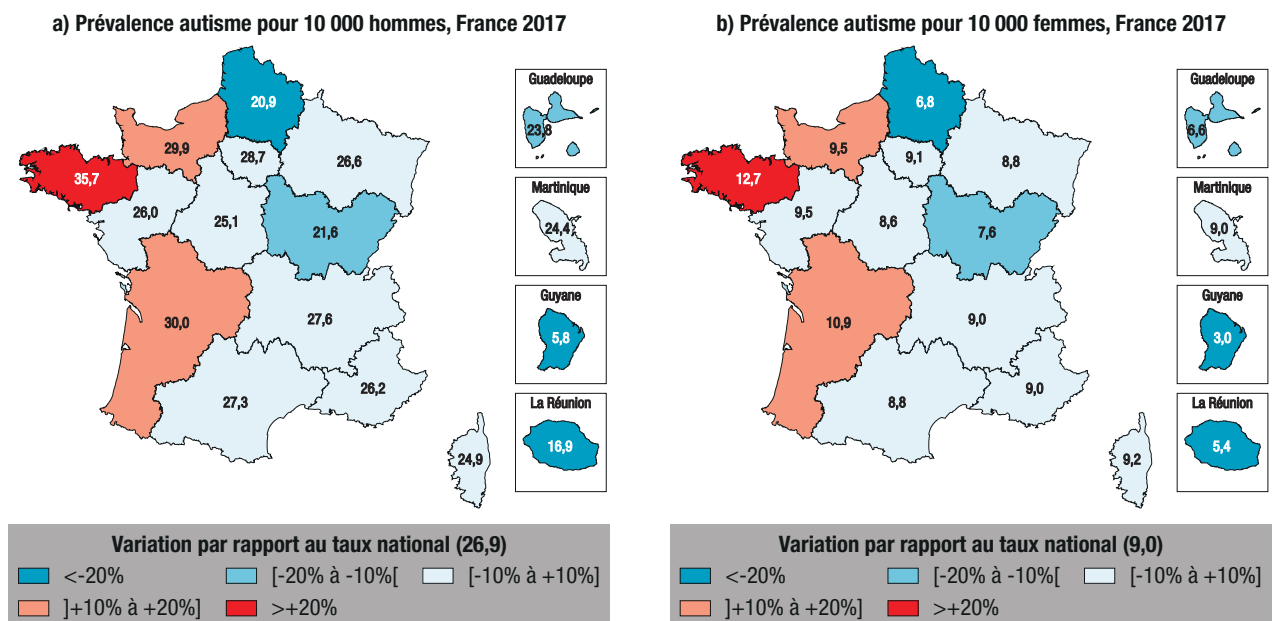 a) Prévalence autisme pour 10 000 hommes, France 2017
20,9
29,9
28,7
26,6
35,7
26,0
25,1
21,6
30,0
27,6
27,3
26,2
24,9
Guadeloupe
23,8
Martinique
24,4
Guyane
5,8
La Réunion
16,9
Variation par rapport au taux national (26,9)
<-20% [-20% à -10%[ [-10% à +10%]
]+10% à +20%] >+20%
b) Prévalence autisme pour 10 000 femmes, France 2017
6,8
9,5
9,1
8,8
12,7
9,5
8,6
7,6
10,9
9,0
8,8
9,0
9,2
Guadeloupe
6,6
Martinique
9,0
Guyane
3,0
La Réunion
5,4
Variation par rapport au taux national (9,0)
<-20% [-20% à -10%[ [-10% à +10%]
]+10% à +20%] >+20%